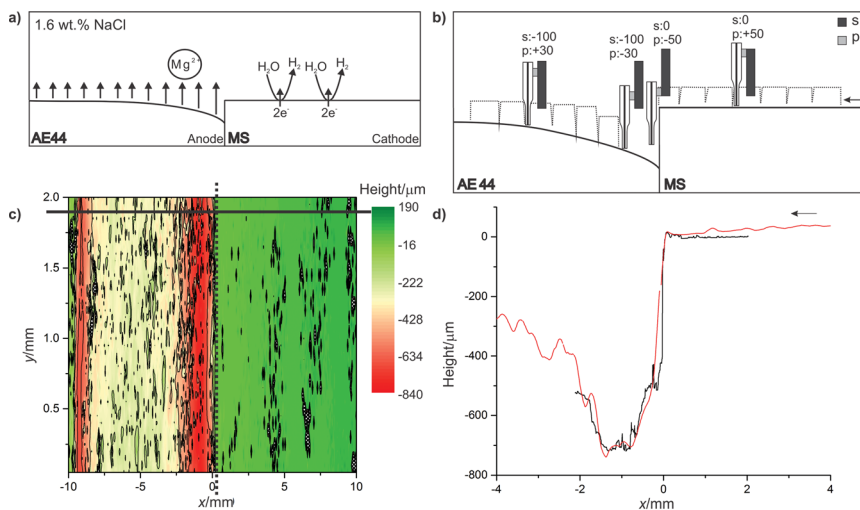 a)
1.6 wt.% NaCl
Mg²⁺
H₂O H₂ H₂O H₂
2e⁻ 2e⁻
AE44 Anode MS Cathode
b)
s:-100
p:+30
s:-100
p:-30
s:0
p:-50
s:0
p:+50
s
p
AE44 MS
c)
Height/μm
190
-16
-222
-428
-634
-840
2.0
1.5
1.0
0.5
y/mm
-10 -5 0 5 10
x/mm
d)
0
-200
-400
-600
-800
Height/μm
-4 -2 0 2 4
x/mm